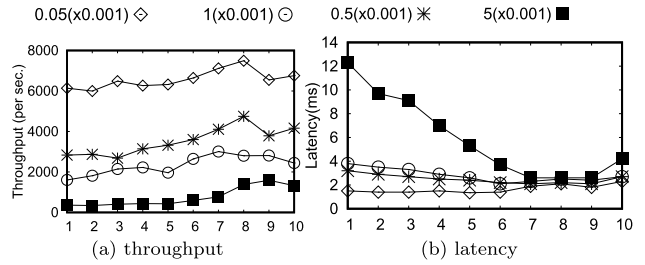 0.05(x0.001) 1(x0.001) 0.5(x0.001) 5(x0.001)
Throughput (per sec.)
8000
6000
4000
2000
0
1 2 3 4 5 6 7 8 9 10
(a) throughput
Latency(ms)
14
12
10
8
6
4
2
0
1 2 3 4 5 6 7 8 9 10
(b) latency